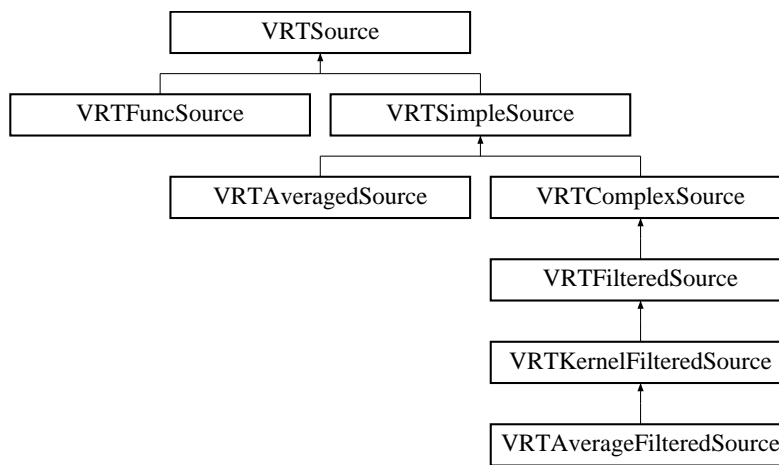 VRTSource
VRTFuncSource
VRTSimpleSource
VRTAveragedSource
VRTComplexSource
VRTFilteredSource
VRTKernelFilteredSource
VRTAverageFilteredSource